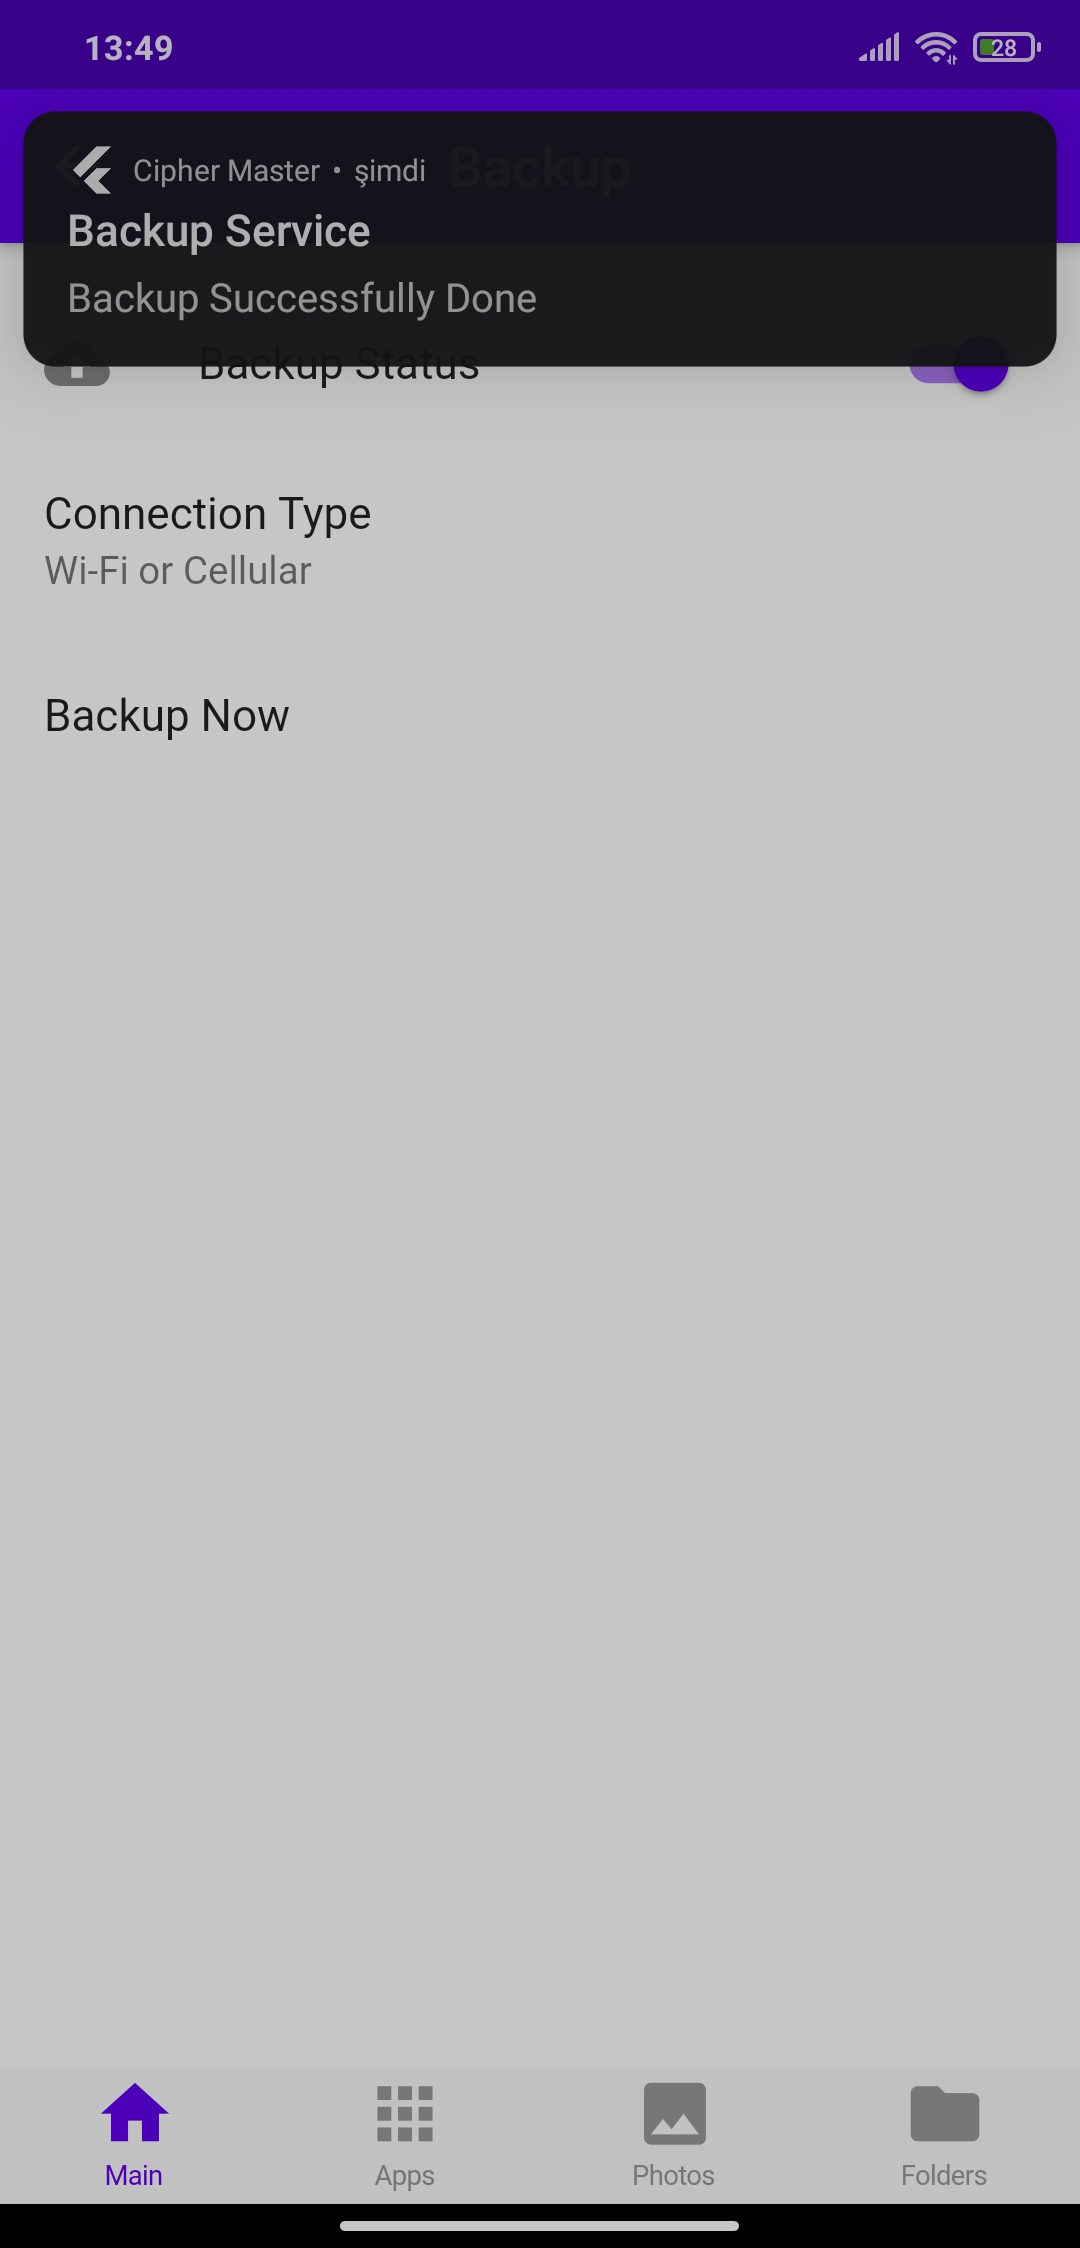 13:49
28
Cipher Master • şimdi
Backup
Backup Service
Backup Successfully Done
Backup Status
Connection Type
Wi-Fi or Cellular
Backup Now
Main
Apps
Photos
Folders